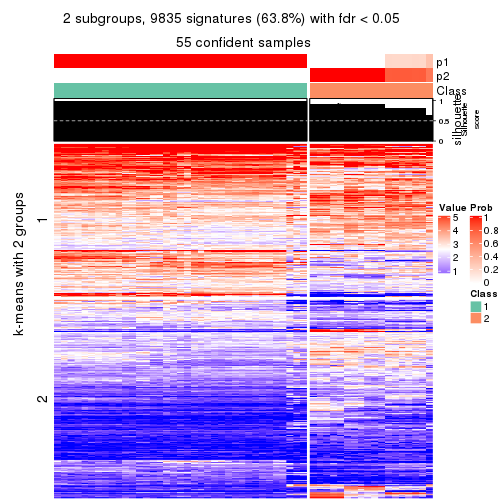 2 subgroups, 9835 signatures (63.8%) with fdr < 0.05
55 confident samples
p1
p2
Class
1
0.5
0
silhouette
Silhouette
score
k-means with 2 groups
1
2
Value
5
4
3
2
1
Prob
1
0.8
0.6
0.4
0.2
0
Class
1
2